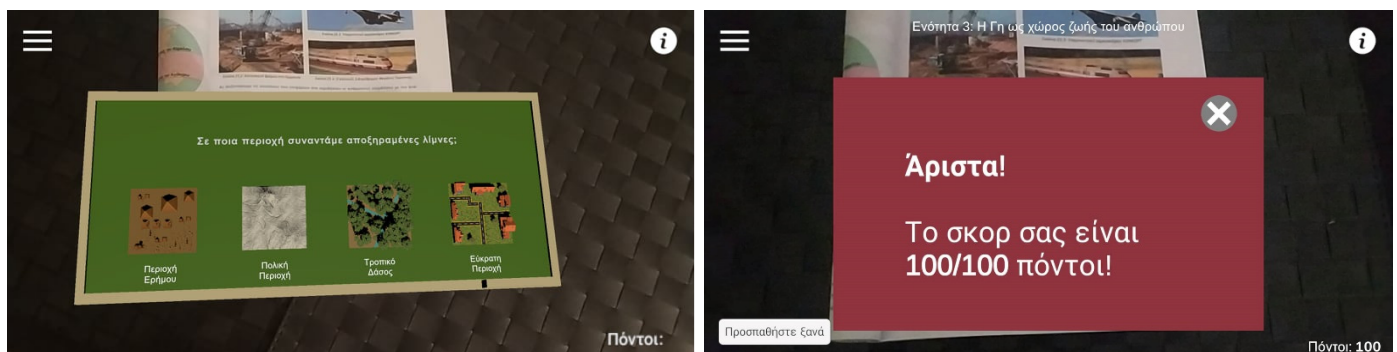 Σε ποια περιοχή συναντάμε αποξηραμένες λίμνες;
Περιοχή
Ερήμου
Πολική
Περιοχή
Τροπικό
Δάσος
Εύκρατη
Περιοχή
Πόντοι:
Ενότητα 3: Η Γη ως χώρος ζωής του ανθρώπου
Άριστα!
Το σκορ σας είναι
100/100 πόντοι!
Προσπαθήστε ξανά
Πόντοι: 100